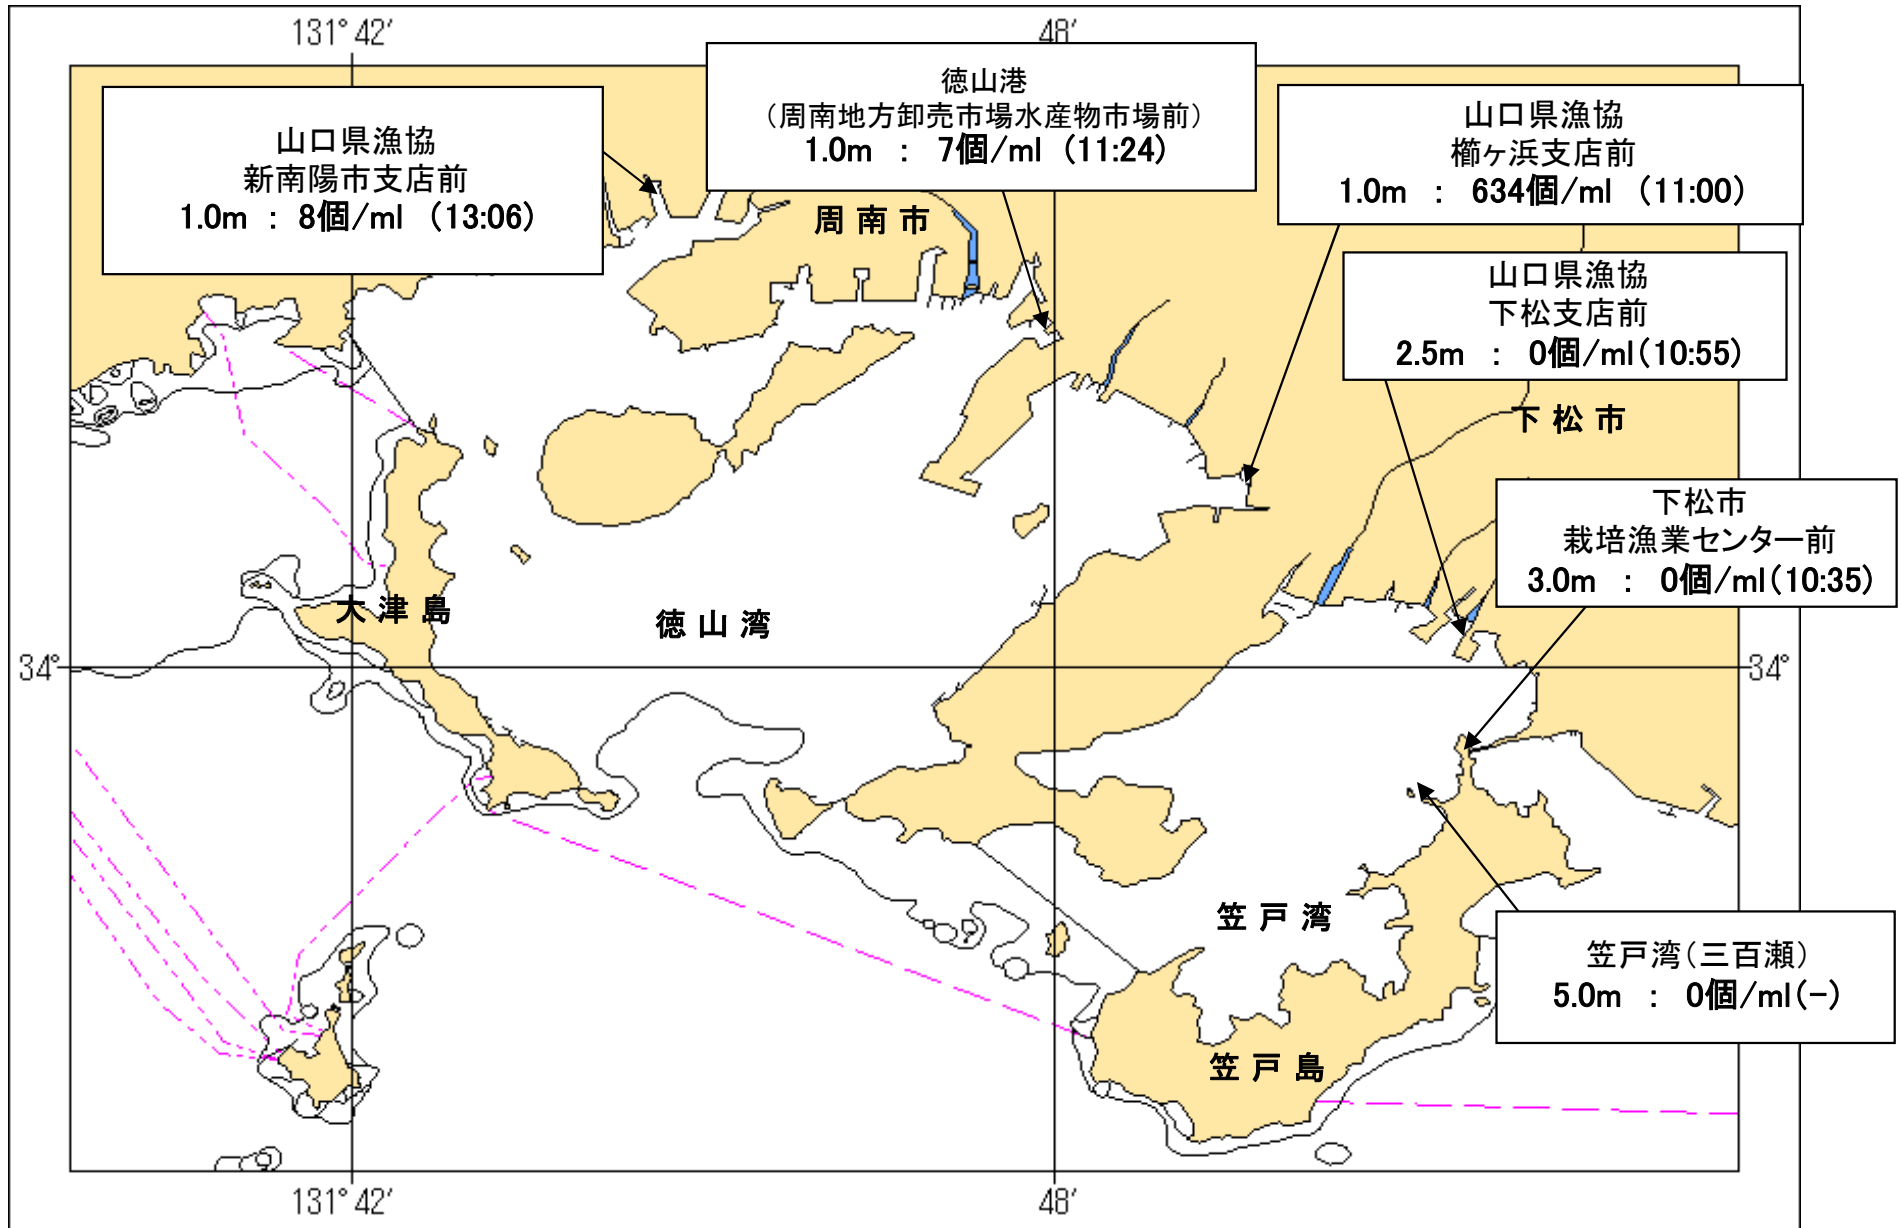 131°42′
48′
山口県漁協
新南陽市支店前
1.0m : 8個/ml (13:06)
徳山港
(周南地方卸売市場水産物市場前)
1.0m : 7個/ml (11:24)
山口県漁協
櫛ヶ浜支店前
1.0m : 634個/ml (11:00)
周南市
山口県漁協
下松支店前
2.5m : 0個/ml(10:55)
下松市
下松市
栽培漁業センター前
3.0m : 0個/ml(10:35)
大津島
徳山湾
34°
34°
笠戸湾
笠戸湾(三百瀬)
5.0m : 0個/ml(-)
笠戸島
131°42′
48′